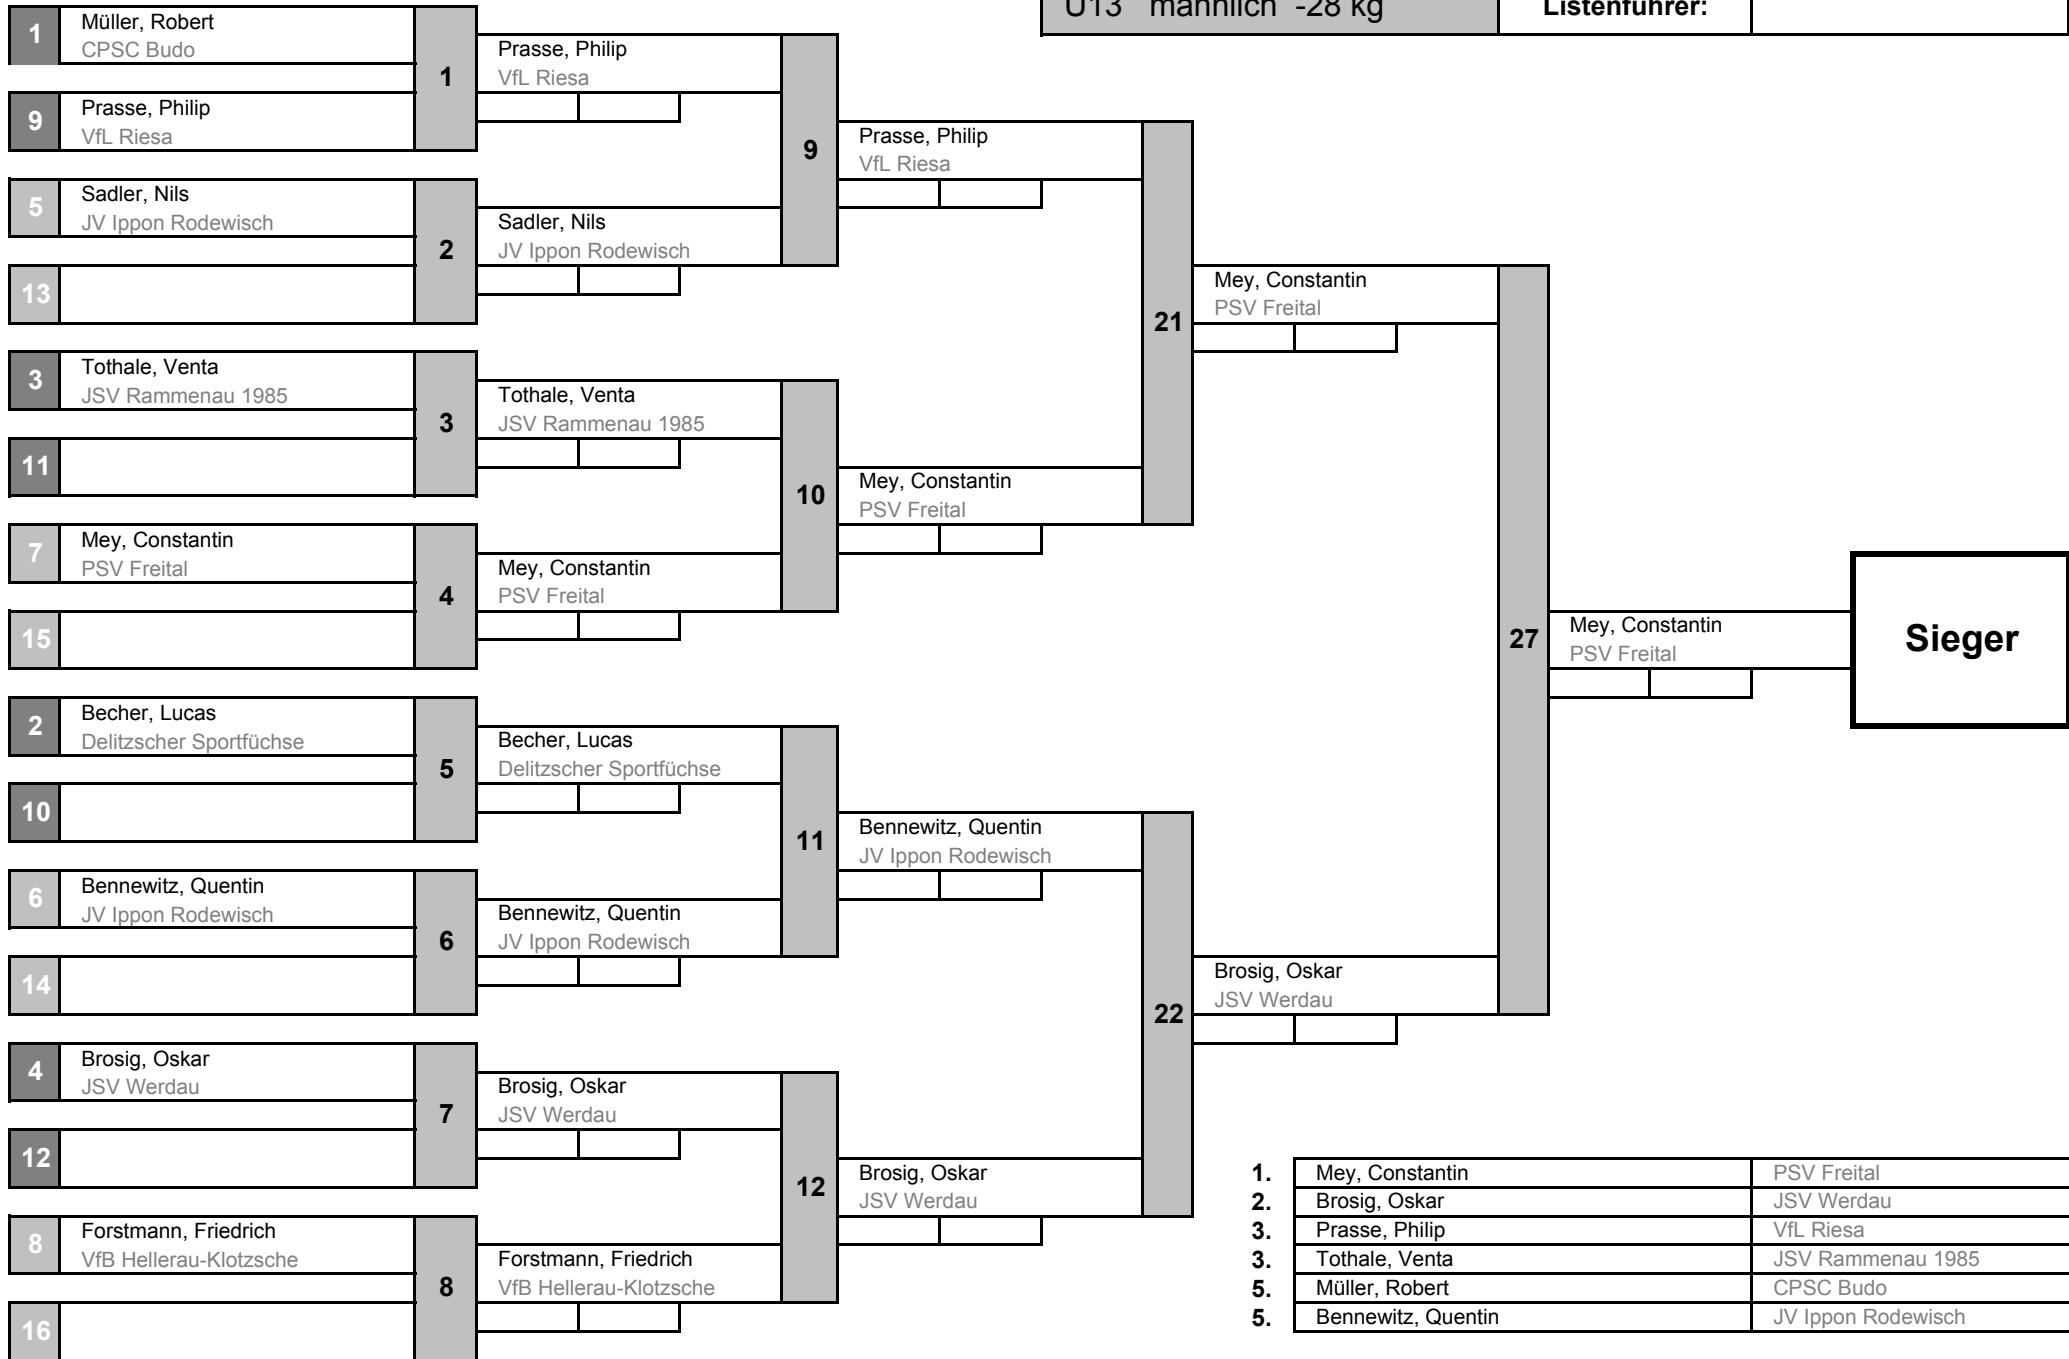 U13 männlich -28 kg
Listenführer:
1
Müller, Robert
CPSC Budo
9
Prasse, Philip
VfL Riesa
5
Sadler, Nils
JV Ippon Rodewisch
13
3
Tothale, Venta
JSV Rammenau 1985
11
7
Mey, Constantin
PSV Freital
15
2
Becher, Lucas
Delitzscher Sportfüchse
10
6
Bennewitz, Quentin
JV Ippon Rodewisch
14
4
Brosig, Oskar
JSV Werdau
12
8
Forstmann, Friedrich
VfB Hellerau-Klotzsche
16
1
2
3
4
5
6
7
8
Prasse, Philip
VfL Riesa
Sadler, Nils
JV Ippon Rodewisch
Tothale, Venta
JSV Rammenau 1985
Mey, Constantin
PSV Freital
Becher, Lucas
Delitzscher Sportfüchse
Bennewitz, Quentin
JV Ippon Rodewisch
Brosig, Oskar
JSV Werdau
Forstmann, Friedrich
VfB Hellerau-Klotzsche
9
10
11
12
Prasse, Philip
VfL Riesa
Mey, Constantin
PSV Freital
Bennewitz, Quentin
JV Ippon Rodewisch
Brosig, Oskar
JSV Werdau
21
22
Mey, Constantin
PSV Freital
Brosig, Oskar
JSV Werdau
27
Mey, Constantin
PSV Freital
Sieger
1. Mey, Constantin PSV Freital
2. Brosig, Oskar JSV Werdau
3. Prasse, Philip VfL Riesa
3. Tothale, Venta JSV Rammenau 1985
5. Müller, Robert CPSC Budo
5. Bennewitz, Quentin JV Ippon Rodewisch